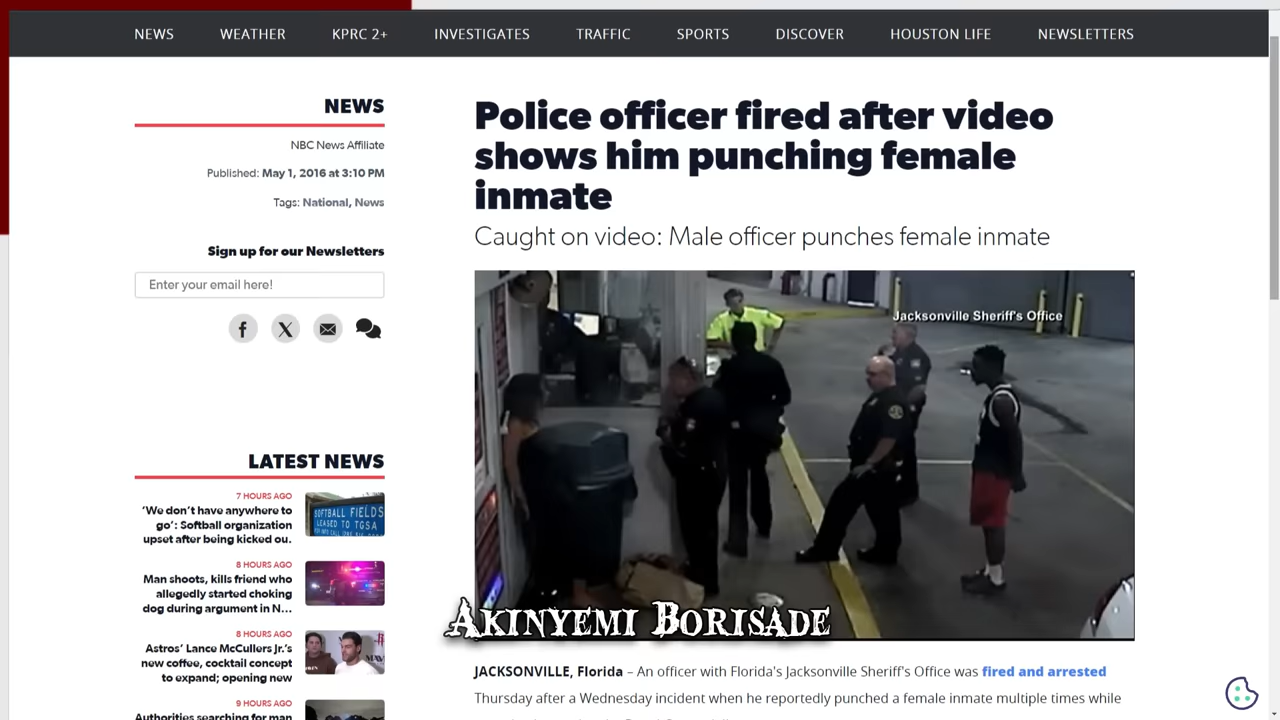 NEWS WEATHER KPRC 2+ INVESTIGATES TRAFFIC SPORTS DISCOVER HOUSTON LIFE NEWSLETTERS
NEWS
NBC News Affiliate
Published: May 1, 2016 at 3:10 PM
Tags: National, News
Sign up for our Newsletters
Enter your email here!
LATEST NEWS
7 HOURS AGO
‘We don’t have anywhere to
go’: Softball organization
upset after being kicked ou.
SOFTBALL FIELDS
LEASED TO TGSA
8 HOURS AGO
Man shoots, kills friend who
allegedly started choking
dog during argument in N...
8 HOURS AGO
Astros’ Lance McCullers Jr.’s
new coffee, cocktail concept
to expand; opening new
9 HOURS AGO
Authorities searching for man
Police officer fired after video
shows him punching female
inmate
Caught on video: Male officer punches female inmate
Jacksonville Sheriff's Office
Akinyemi Borisade
JACKSONVILLE, Florida – An officer with Florida's Jacksonville Sheriff's Office was fired and arrested
Thursday after a Wednesday incident when he reportedly punched a female inmate multiple times while